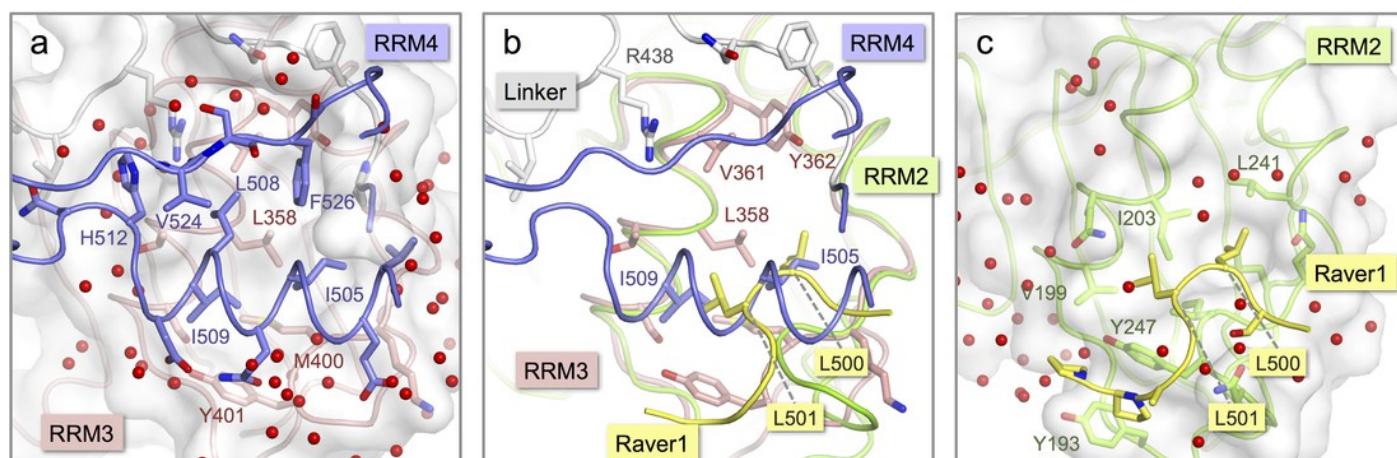 a
RRM4
L508
L358
F526
V524
H512
I505
I509
M400
Y401
RRM3
b
RRM4
R438
Linker
V361
Y362
RRM2
L358
I505
I509
RRM3
L500
L501
Raver1
c
RRM2
L241
I203
Raver1
V199
Y247
L500
L501
Y193